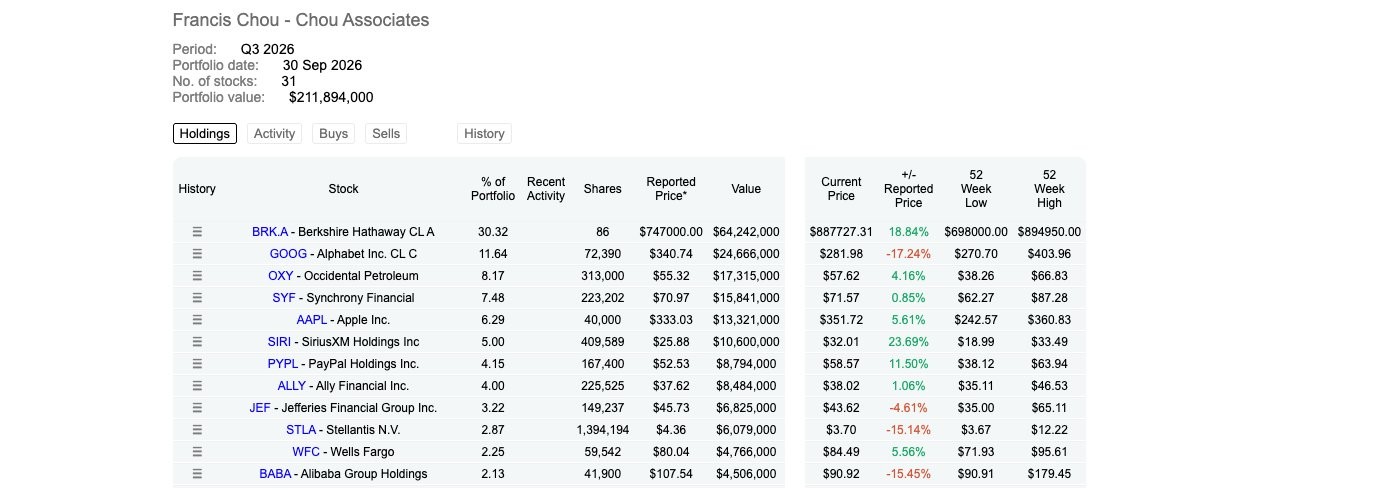 Francis Chou - Chou Associates
Period: Q3 2026
Portfolio date: 30 Sep 2026
No. of stocks: 31
Portfolio value: $211,894,000
Holdings Activity Buys Sells History
History Stock % of Portfolio Recent Activity Shares Reported Price* Value Current Price +/- Reported Price 52 Week Low 52 Week High
BRK.A - Berkshire Hathaway CL A 30.32 86 $747000.00 $64,242,000 $887727.31 18.84% $698000.00 $894950.00
GOOG - Alphabet Inc. CL C 11.64 72,390 $340.74 $24,666,000 $281.98 -17.24% $270.70 $403.96
OXY - Occidental Petroleum 8.17 313,000 $55.32 $17,315,000 $57.62 4.16% $38.26 $66.83
SYF - Synchrony Financial 7.48 223,202 $70.97 $15,841,000 $71.57 0.85% $62.27 $87.28
AAPL - Apple Inc. 6.29 40,000 $333.03 $13,321,000 $351.72 5.61% $242.57 $360.83
SIRI - SiriusXM Holdings Inc 5.00 409,589 $25.88 $10,600,000 $32.01 23.69% $18.99 $33.49
PYPL - PayPal Holdings Inc. 4.15 167,400 $52.53 $8,794,000 $58.57 11.50% $38.12 $63.94
ALLY - Ally Financial Inc. 4.00 225,525 $37.62 $8,484,000 $38.02 1.06% $35.11 $46.53
JEF - Jefferies Financial Group Inc. 3.22 149,237 $45.73 $6,825,000 $43.62 -4.61% $35.00 $65.11
STLA - Stellantis N.V. 2.87 1,394,194 $4.36 $6,079,000 $3.70 -15.14% $3.67 $12.22
WFC - Wells Fargo 2.25 59,542 $80.04 $4,766,000 $84.49 5.56% $71.93 $95.61
BABA - Alibaba Group Holdings 2.13 41,900 $107.54 $4,506,000 $90.92 -15.45% $90.91 $179.45